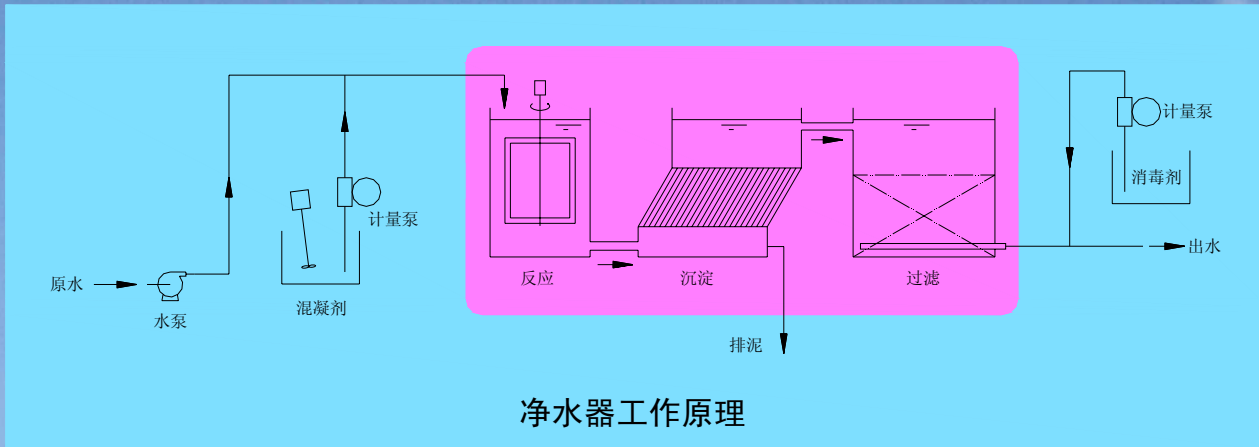 计量泵
消毒剂
计量泵
反应
沉淀
过滤
出水
原水
水泵
混凝剂
排泥
净水器工作原理